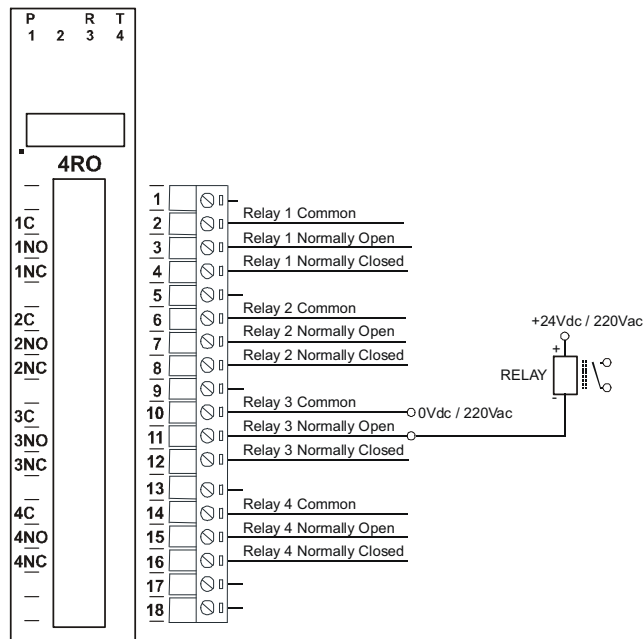 P R T
1 2 3 4
4RO
1C
1NO
1NC
2C
2NO
2NC
3C
3NO
3NC
4C
4NO
4NC
1
2 Relay 1 Common
3 Relay 1 Normally Open
4 Relay 1 Normally Closed
5
6 Relay 2 Common
7 Relay 2 Normally Open
8 Relay 2 Normally Closed
9
10 Relay 3 Common 0Vdc / 220Vac
11 Relay 3 Normally Open
12 Relay 3 Normally Closed
13
14 Relay 4 Common
15 Relay 4 Normally Open
16 Relay 4 Normally Closed
17
18
+24Vdc / 220Vac
+
RELAY
-